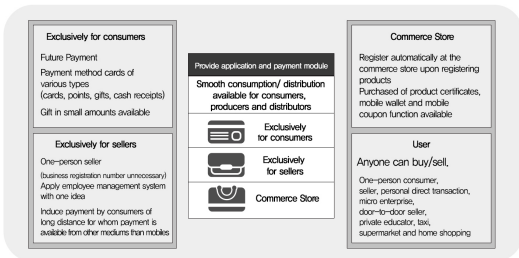 Exclusively for consumers
Future Payment
Payment method cards of
various types
(cards, points, gifts, cash receipts)
Gift in small amounts available
Exclusively for sellers
One-person seller
(business registration number unnecessary)
Apply employee management system
with one idea
Induce payment by consumers of
long distance for whom payment is
available from other mediums than mobiles
Provide application and payment module
Smooth consumption/ distribution
available for consumers,
producers and distributors
Exclusively
for consumers
Exclusively
for sellers
Commerce Store
Commerce Store
Register automatically at the
commerce store upon registering
products
Purchased of product certificates,
mobile wallet and mobile
coupon function available
User
Anyone can buy/sell,
One-person consumer,
seller, personal direct transaction,
micro enterprise,
door-to-door seller,
private educator, taxi,
supermarket and home shopping